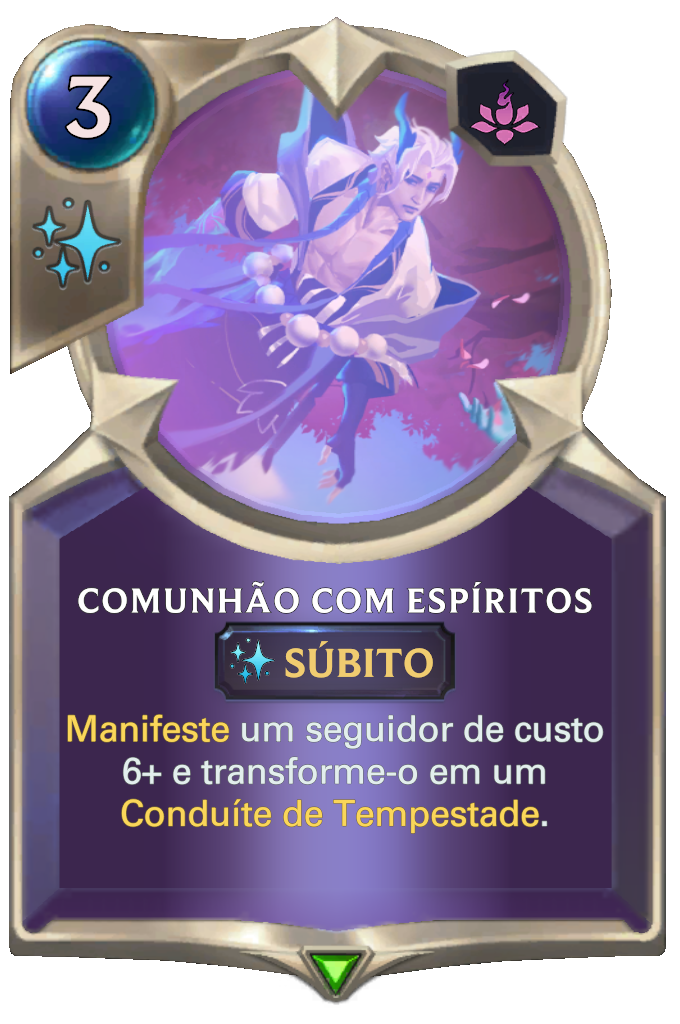 3
COMUNHÃO COM ESPÍRITOS
SÚBITO
Manifeste um seguidor de custo
6+ e transforme-o em um
Conduíte de Tempestade.